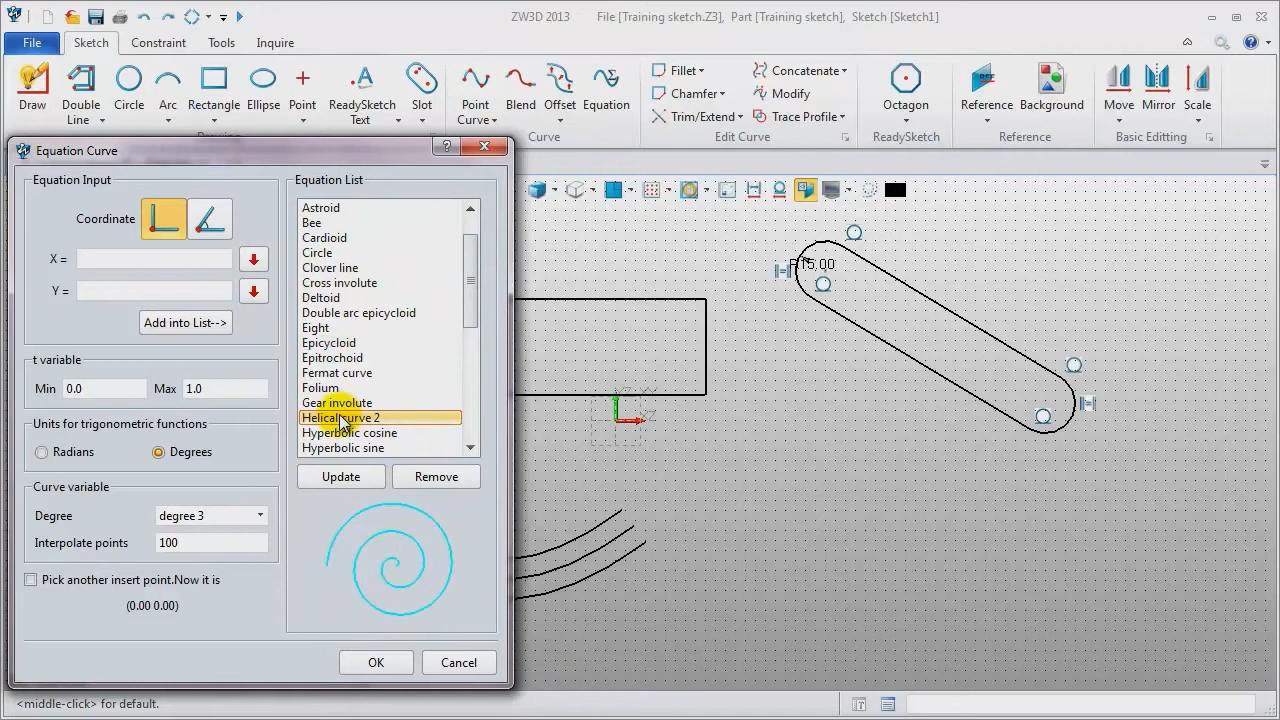 ZW3D 2013 File [Training sketch.Z3], Part [Training sketch], Sketch [Sketch1]
File Sketch Constraint Tools Inquire
Draw Double Line Circle Arc Rectangle Ellipse Point ReadySketch Text Slot Point Curve Blend Offset Equation Fillet Concatenate Octagon Reference Background Move Mirror Scale
Chamfer Modify
Trim/Extend Trace Profile
Curve Edit Curve ReadySketch Reference Basic Editing
Equation Curve
Equation Input
Coordinate
X =
Y =
Add into List-->
t variable
Min 0.0 Max 1.0
Units for trigonometric functions
Radians Degrees
Curve variable
Degree degree 3
Interpolate points 100
Pick another insert point.Now it is
(0.00 0.00)
Equation List
Astroid
Bee
Cardioid
Circle
Clover line
Cross involute
Deltoid
Double arc epicycloid
Eight
Epicycloid
Epitrochoid
Fermat curve
Folium
Gear involute
Helical curve 2
Hyperbolic cosine
Hyperbolic sine
Update Remove
OK Cancel
R15.00
<middle-click> for default.